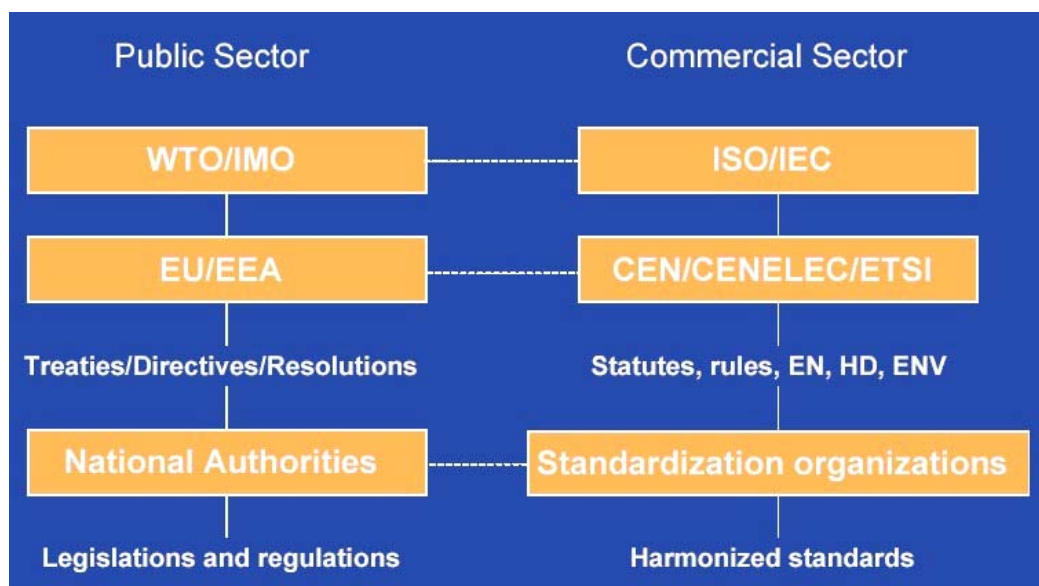 Public Sector
Commercial Sector
WTO/IMO
ISO/IEC
EU/EEA
CEN/CENELEC/ETSI
Treaties/Directives/Resolutions
Statutes, rules, EN, HD, ENV
National Authorities
Standardization organizations
Legislations and regulations
Harmonized standards